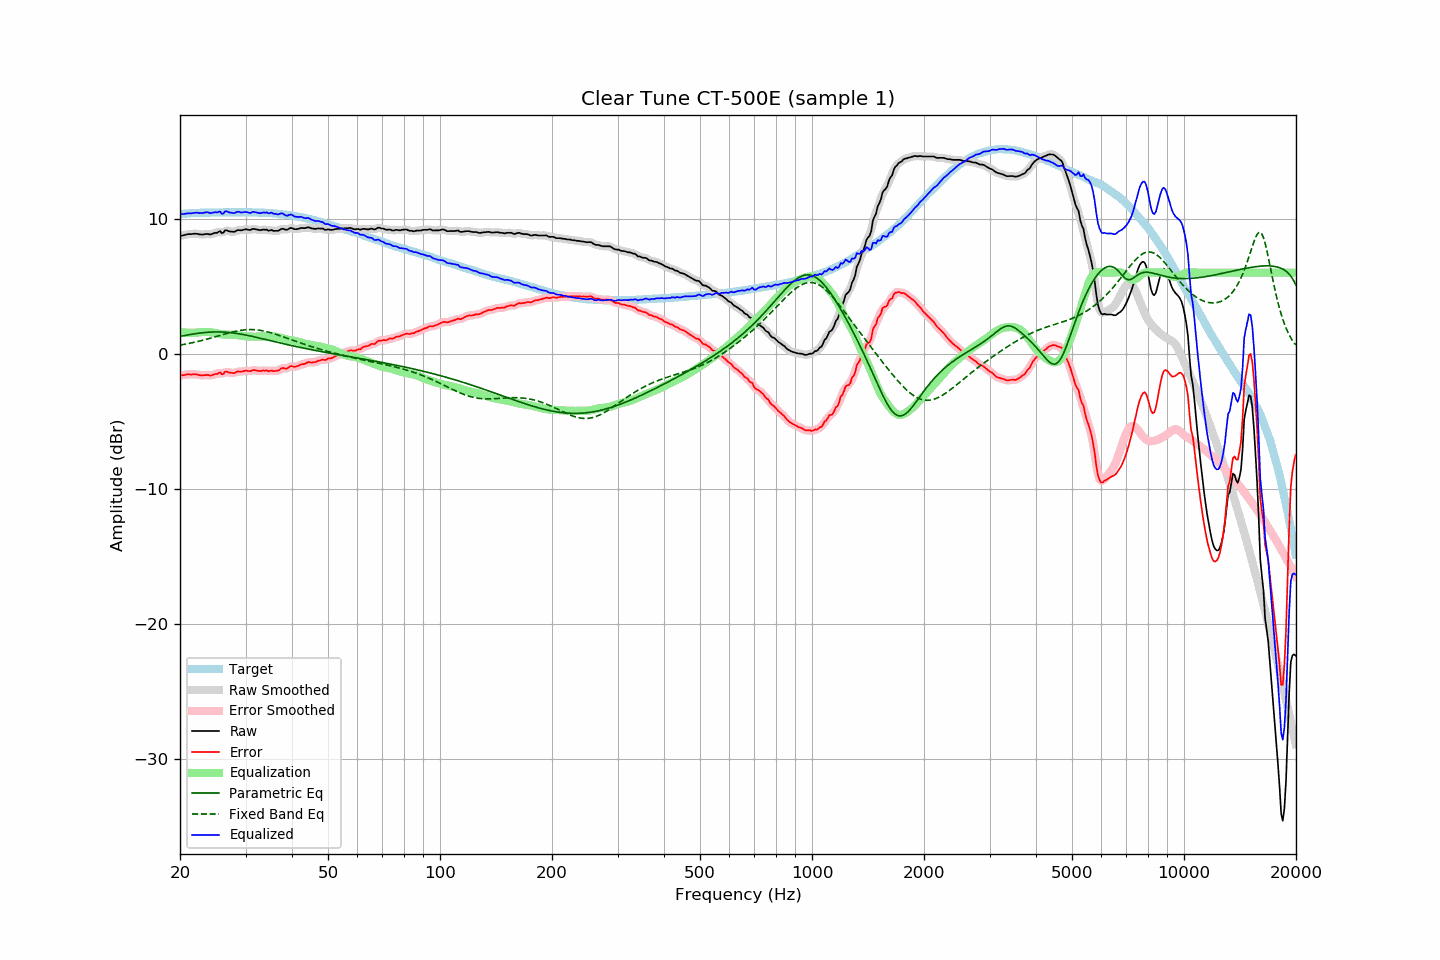 Clear Tune CT-500E (sample 1)
Amplitude (dBr)
10
0
−10
−20
−30
Target
Raw Smoothed
Error Smoothed
Raw
Error
Equalization
Parametric Eq
Fixed Band Eq
Equalized
20 50 100 200 500 1000 2000 5000 10000 20000
Frequency (Hz)